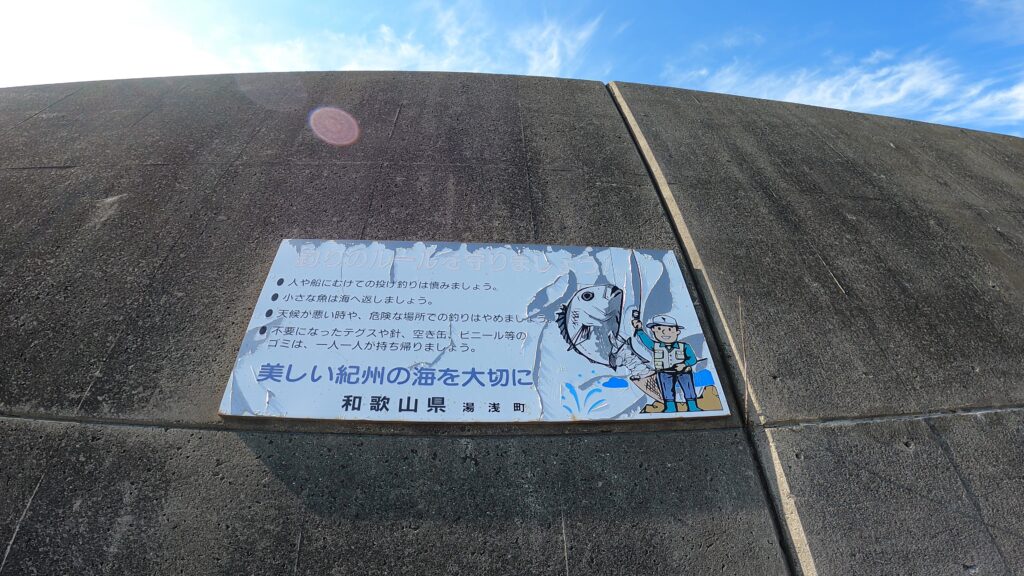 釣りのルールを守りましょう
● 人や船にむけての投げ釣りは慎みましょう。
● 小さな魚は海へ返しましょう。
● 天候が悪い時や、危険な場所での釣りはやめましょう。
● 不要になったテグスや針、空き缶、ビニール等の
ゴミは、一人一人が持ち帰りましょう。
美しい紀州の海を大切に
和歌山県 湯浅町